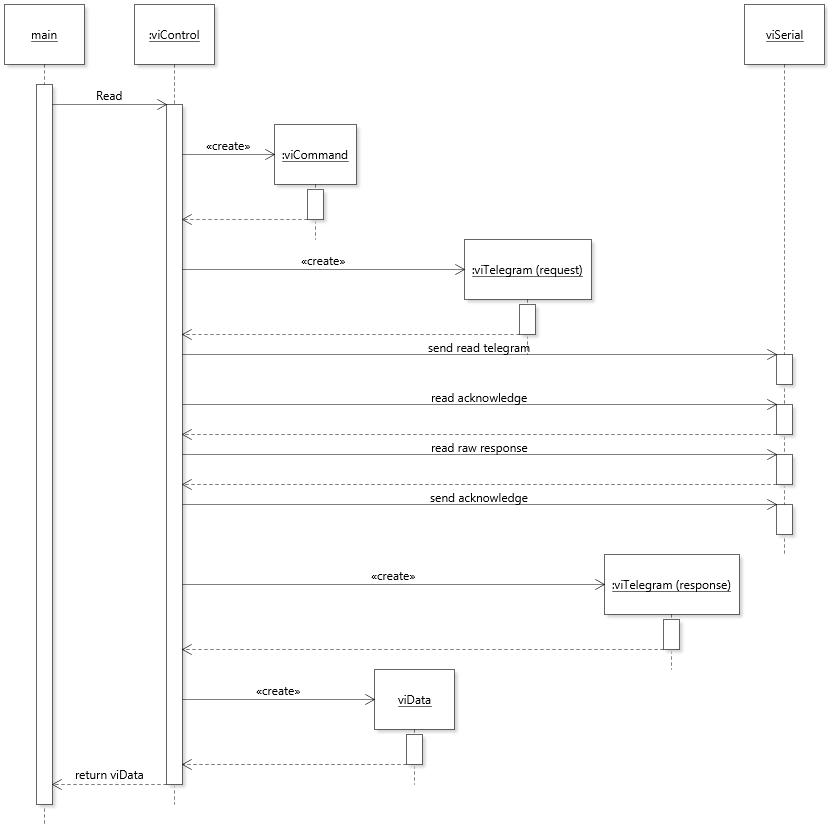 main
:viControl
viSerial
Read
«create»
:viCommand
«create»
:viTelegram (request)
send read telegram
read acknowledge
read raw response
send acknowledge
«create»
:viTelegram (response)
«create»
viData
return viData